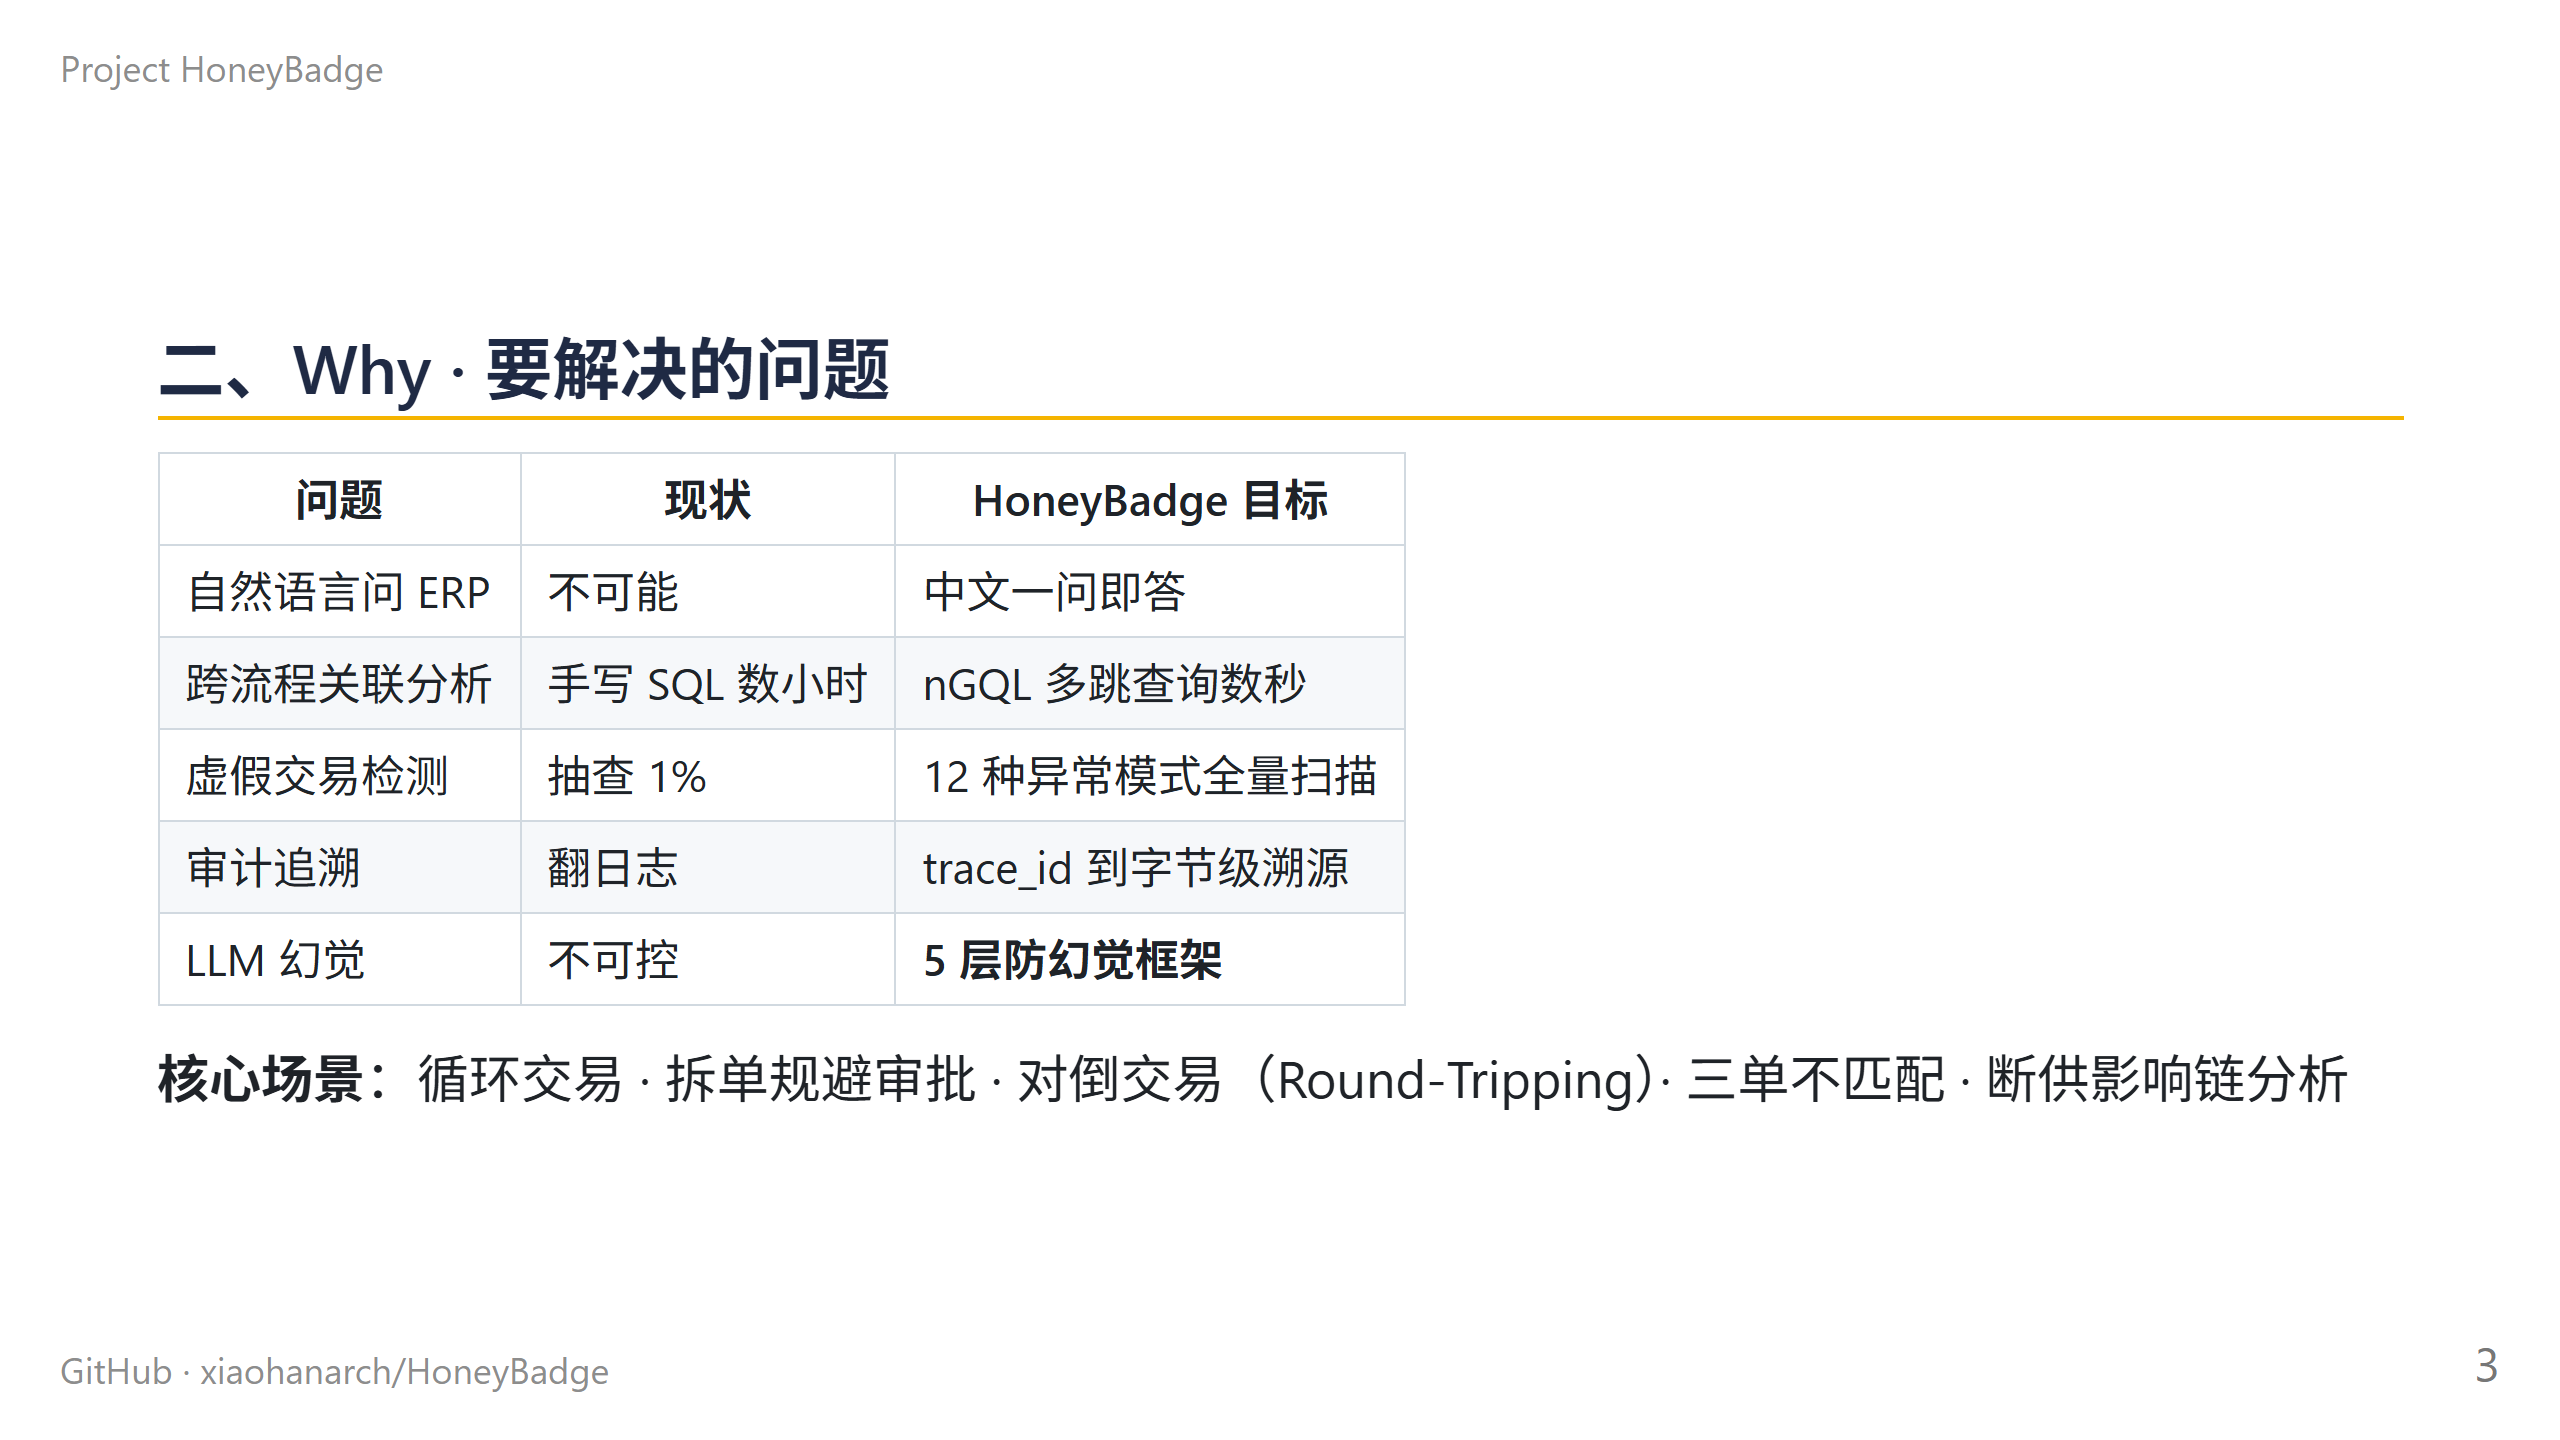 Project HoneyBadge
二、Why · 要解决的问题
问题 现状 HoneyBadge 目标
自然语言问 ERP 不可能 中文一问即答
跨流程关联分析 手写 SQL 数小时 nGQL 多跳查询数秒
虚假交易检测 抽查 1% 12 种异常模式全量扫描
审计追溯 翻日志 trace_id 到字节级溯源
LLM 幻觉 不可控 5 层防幻觉框架
核心场景：循环交易 · 拆单规避审批 · 对倒交易（Round-Tripping）· 三单不匹配 · 断供影响链分析
GitHub · xiaohanarch/HoneyBadge
3